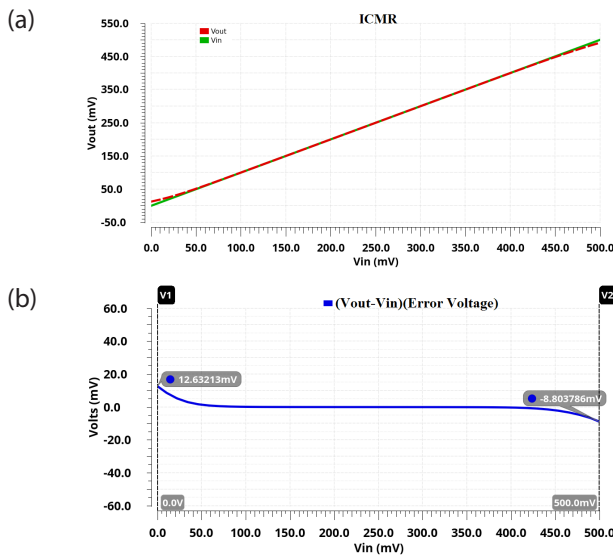 (a)
ICMR
Vout
Vin
Vout (mV)
550.0
450.0
350.0
250.0
150.0
50.0
-50.0
0.0 50.0 100.0 150.0 200.0 250.0 300.0 350.0 400.0 450.0 500.0
Vin (mV)
(b)
V1
V2
(Vout-Vin)(Error Voltage)
Volts (mV)
60.0
40.0
20.0
0.0
-20.0
-40.0
-60.0
12.63213mV
-8.803786mV
0.0V
500.0mV
0.0 50.0 100.0 150.0 200.0 250.0 300.0 350.0 400.0 450.0 500.0
Vin (mV)